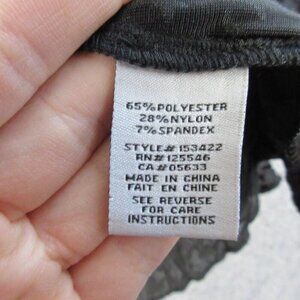 65% POLYESTER
28% NYLON
7% SPANDEX
STYLE# 153422
RN# 125546
CA# 05633
MADE IN CHINA
FAIT EN CHINE
SEE REVERSE
FOR CARE
INSTRUCTIONS